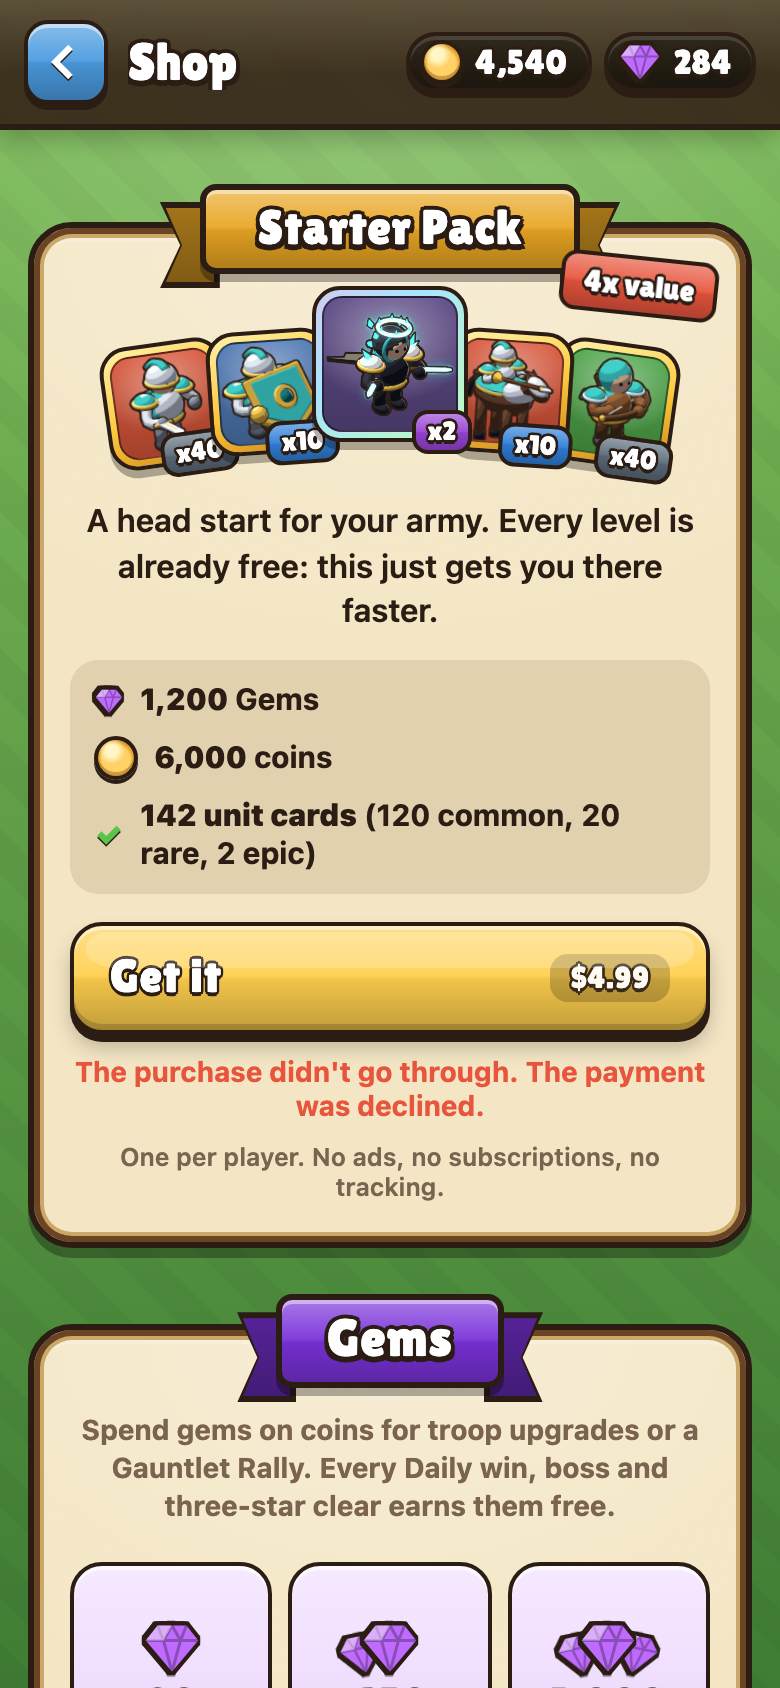 Shop
4,540
284
Starter Pack
4x value
x40
x10
x2
x10
x40
A head start for your army. Every level is
already free: this just gets you there
faster.
1,200 Gems
6,000 coins
142 unit cards (120 common, 20
rare, 2 epic)
Get it
$4.99
The purchase didn't go through. The payment
was declined.
One per player. No ads, no subscriptions, no
tracking.
Gems
Spend gems on coins for troop upgrades or a
Gauntlet Rally. Every Daily win, boss and
three-star clear earns them free.